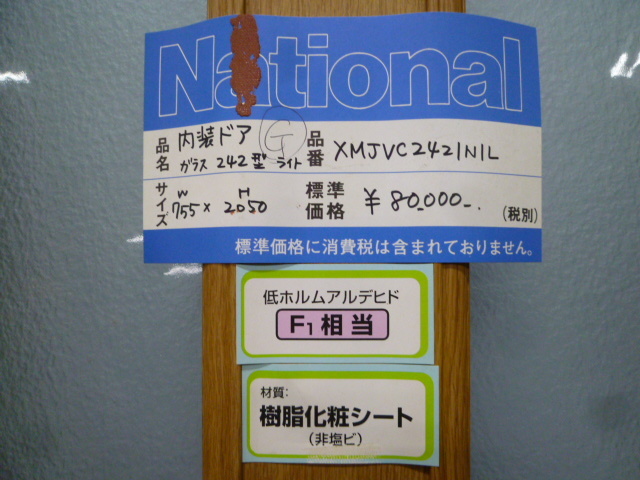 National
品名 内装ドア Ⓖ
ガラス 242型 ライト
品番 XMJVC2421N1L
サイズ W 755 × H 2050
標準価格 ¥80,000-. (税別)
標準価格に消費税は含まれておりません。
低ホルムアルデヒド
F1相当
材質:
樹脂化粧シート
(非塩ビ)